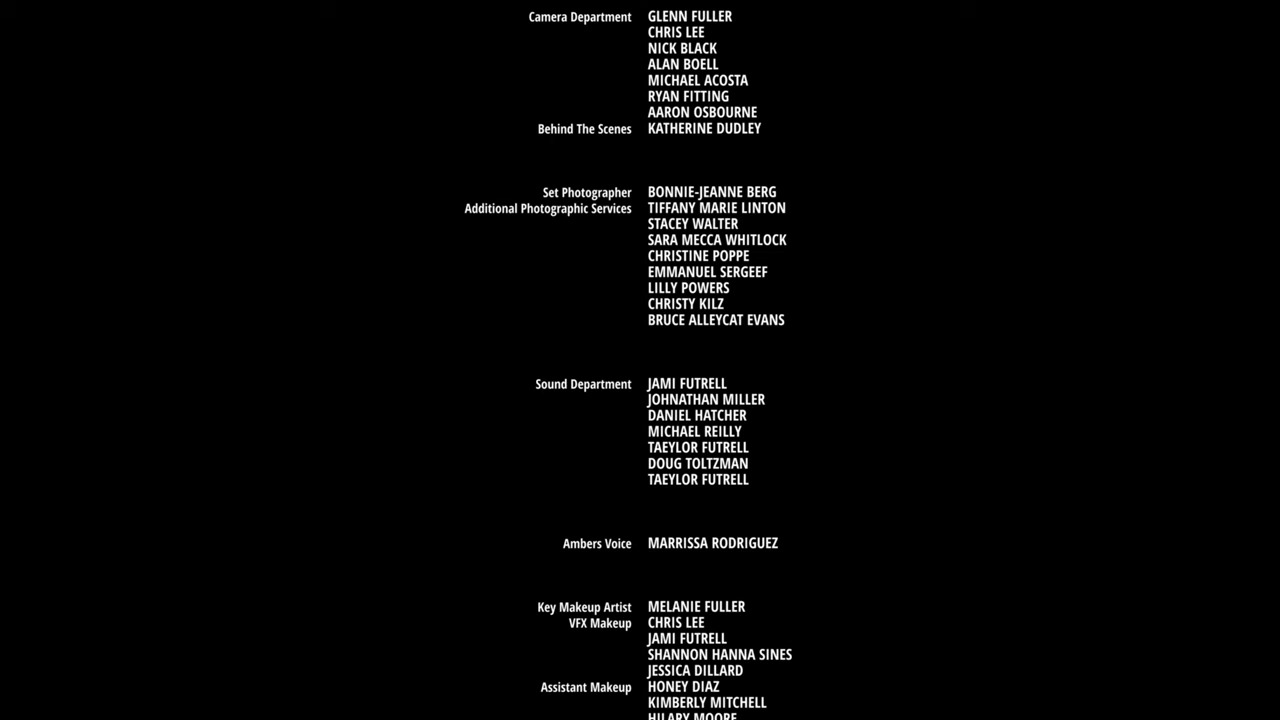 Camera Department GLENN FULLER
CHRIS LEE
NICK BLACK
ALAN BOELL
MICHAEL ACOSTA
RYAN FITTING
AARON OSBOURNE
Behind The Scenes KATHERINE DUDLEY
Set Photographer BONNIE-JEANNE BERG
Additional Photographic Services TIFFANY MARIE LINTON
STACEY WALTER
SARA MECCA WHITLOCK
CHRISTINE POPPE
EMMANUEL SERGEEF
LILLY POWERS
CHRISTY KILZ
BRUCE ALLEYCAT EVANS
Sound Department JAMI FUTRELL
JOHNATHAN MILLER
DANIEL HATCHER
MICHAEL REILLY
TAEYLOR FUTRELL
DOUG TOLTZMAN
TAEYLOR FUTRELL
Ambers Voice MARRISSA RODRIGUEZ
Key Makeup Artist MELANIE FULLER
VFX Makeup CHRIS LEE
JAMI FUTRELL
SHANNON HANNA SINES
JESSICA DILLARD
Assistant Makeup HONEY DIAZ
KIMBERLY MITCHELL
HILARY MOORE